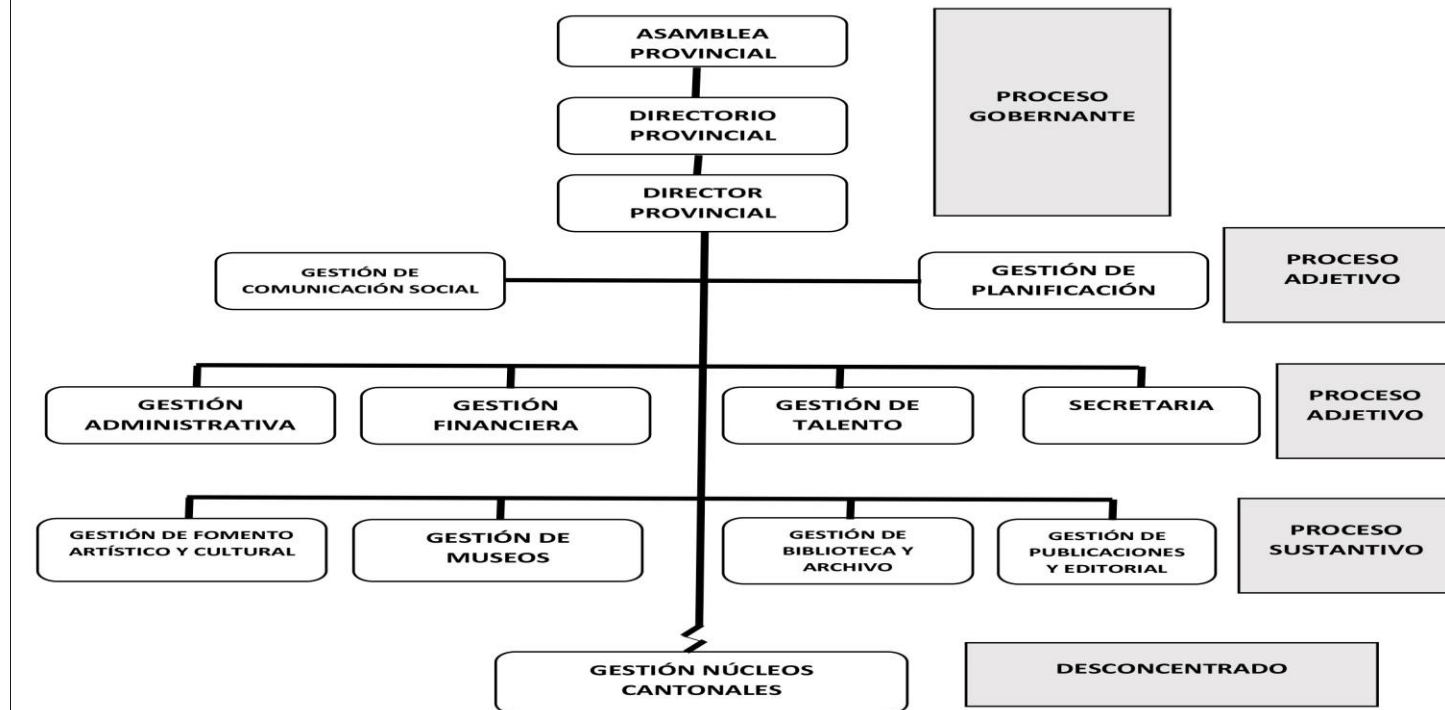 ASAMBLEA
PROVINCIAL
PROCESO
GOBERNANTE
DIRECTORIO
PROVINCIAL
DIRECTOR
PROVINCIAL
GESTIÓN DE
COMUNICACIÓN SOCIAL
GESTIÓN DE
PLANIFICACIÓN
PROCESO
ADJETIVO
GESTIÓN
ADMINISTRATIVA
GESTIÓN
FINANCIERA
GESTIÓN DE
TALENTO
SECRETARIA
PROCESO
ADJETIVO
GESTIÓN DE FOMENTO
ARTÍSTICO Y CULTURAL
GESTIÓN DE
MUSEOS
GESTIÓN DE
BIBLIOTECA Y
ARCHIVO
GESTIÓN DE
PUBLICACIONES
Y EDITORIAL
PROCESO
SUSTANTIVO
GESTIÓN NÚCLEOS
CANTONALES
DESCONCENTRADO